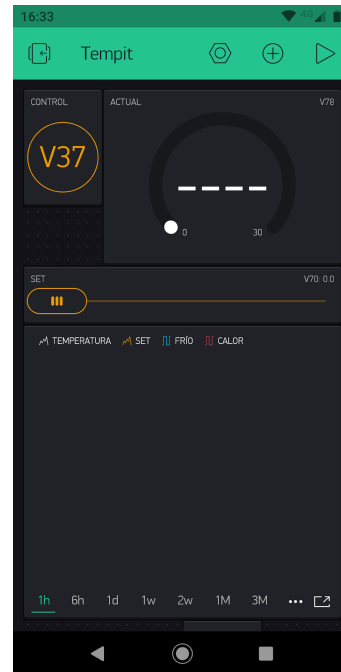 16:33 4G
Tempit
CONTROL
V37
ACTUAL V78
----
0 30
SET V70: 0.0
TEMPERATURA SET FRÍO CALOR
1h 6h 1d 1w 2w 1M 3M ...